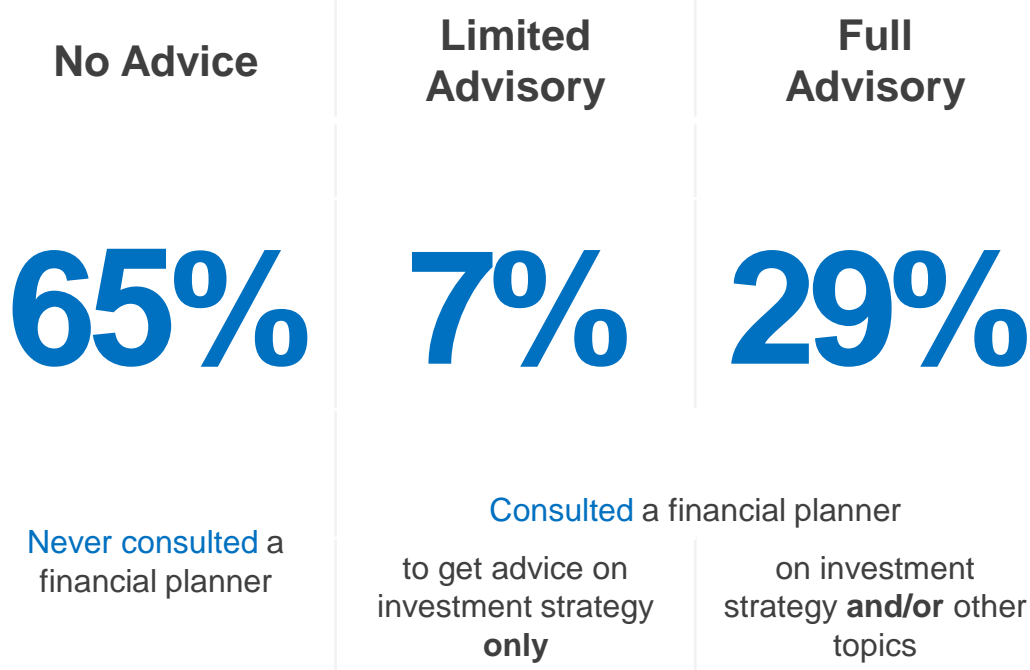 No Advice
Limited
Advisory
Full
Advisory
65%
7%
29%
Never consulted a
financial planner
Consulted a financial planner
to get advice on
investment strategy
only
on investment
strategy and/or other
topics